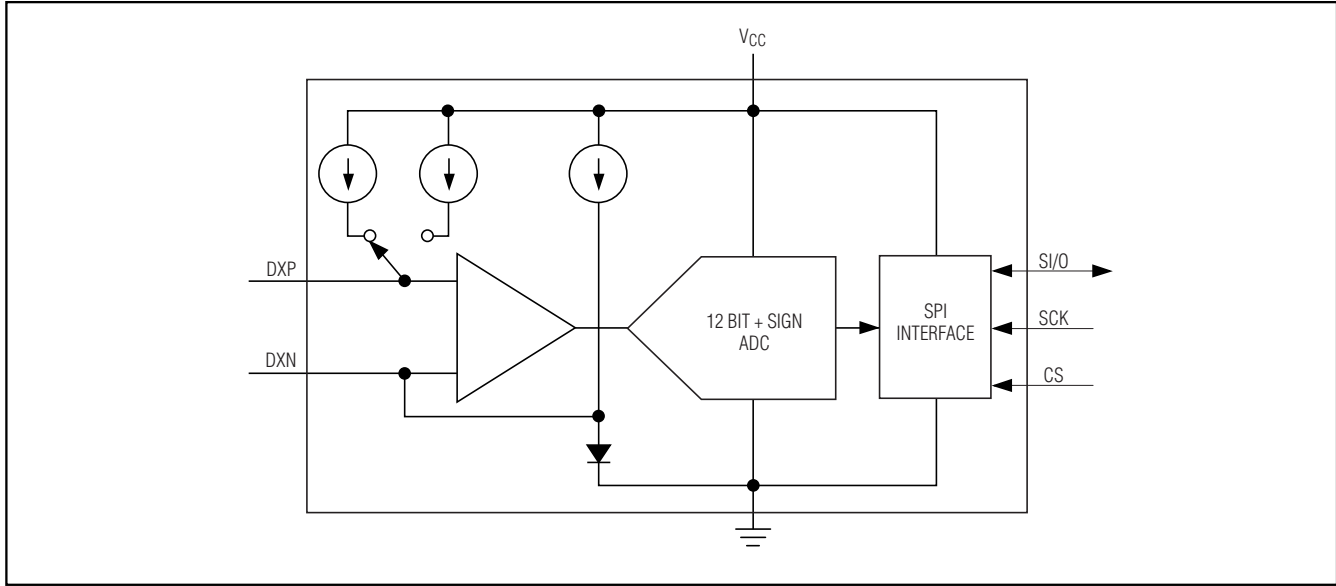 VCC
DXP
DXN
12 BIT + SIGN
ADC
SPI
INTERFACE
SI/O
SCK
CS